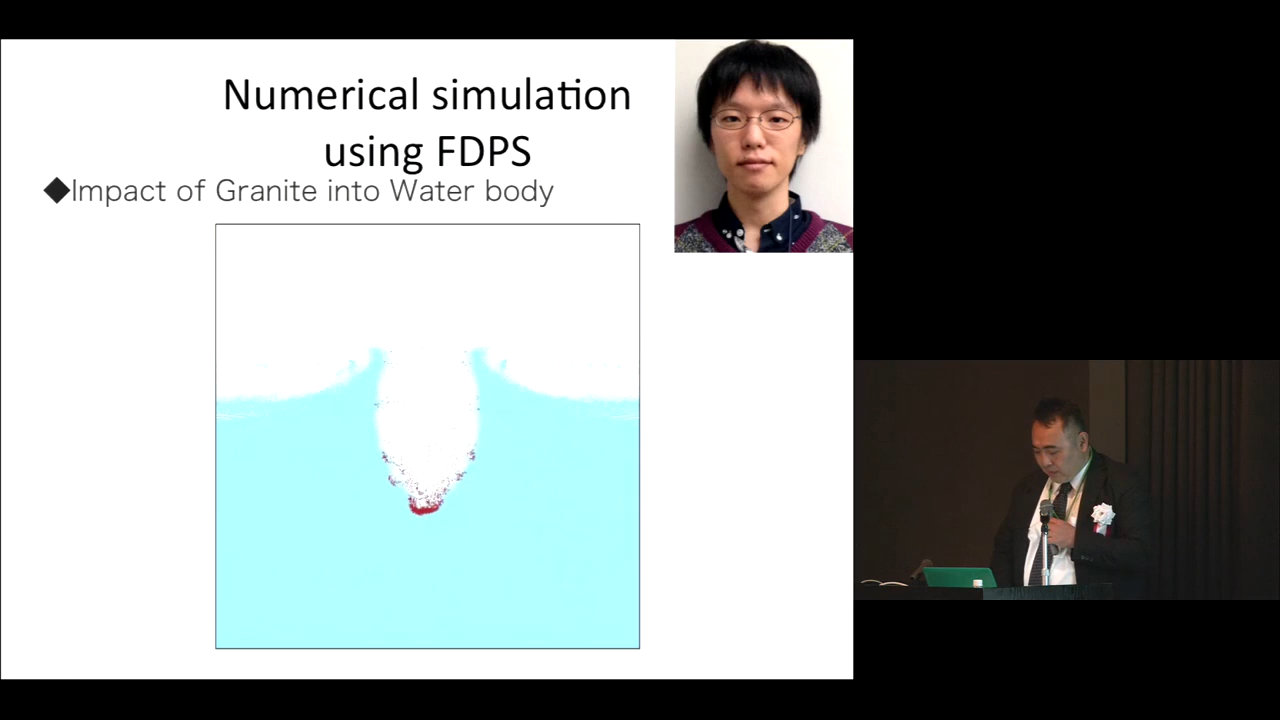 Numerical simulation
using FDPS
◆Impact of Granite into Water body